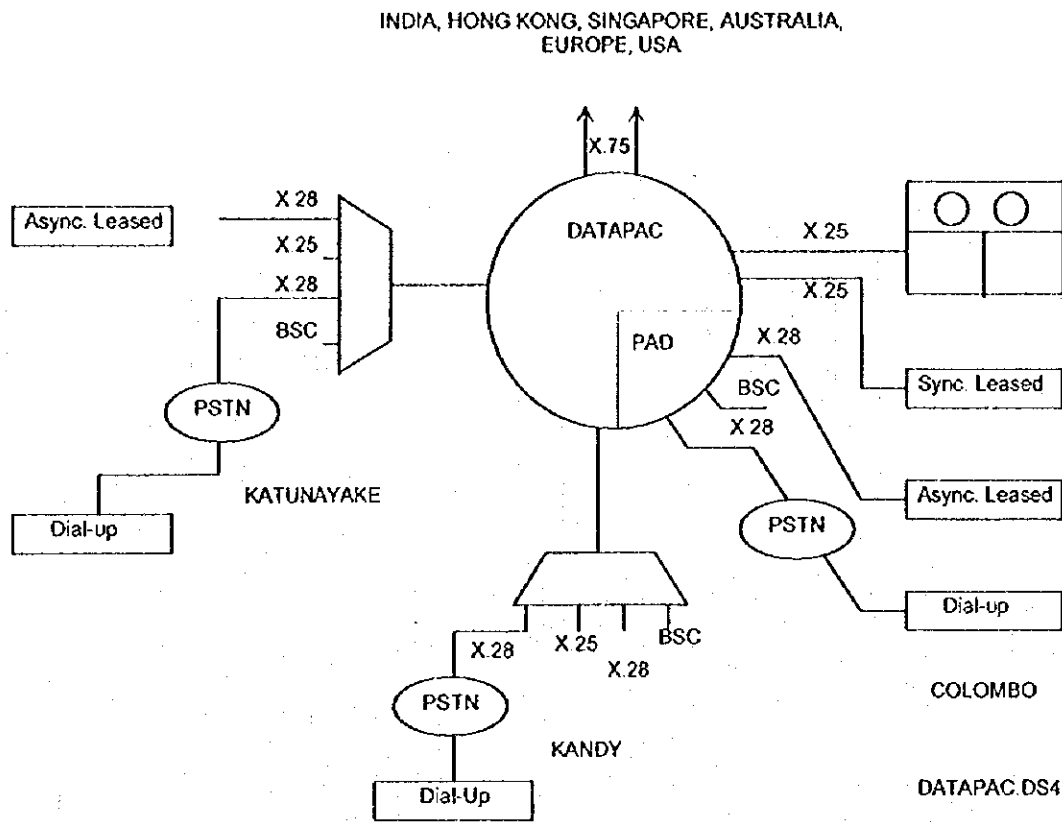 INDIA, HONG KONG, SINGAPORE, AUSTRALIA,
EUROPE, USA
X.75
DATAPAC
PAD
Async. Leased
X.28
X.25
X.28
BSC
PSTN
Dial-up
KATUNAYAKE
X.25
X.25
Sync. Leased
X.28
BSC
X.28
Async. Leased
PSTN
Dial-up
COLOMBO
X.28
X.25
X.28
BSC
PSTN
Dial-Up
KANDY
DATAPAC.DS4